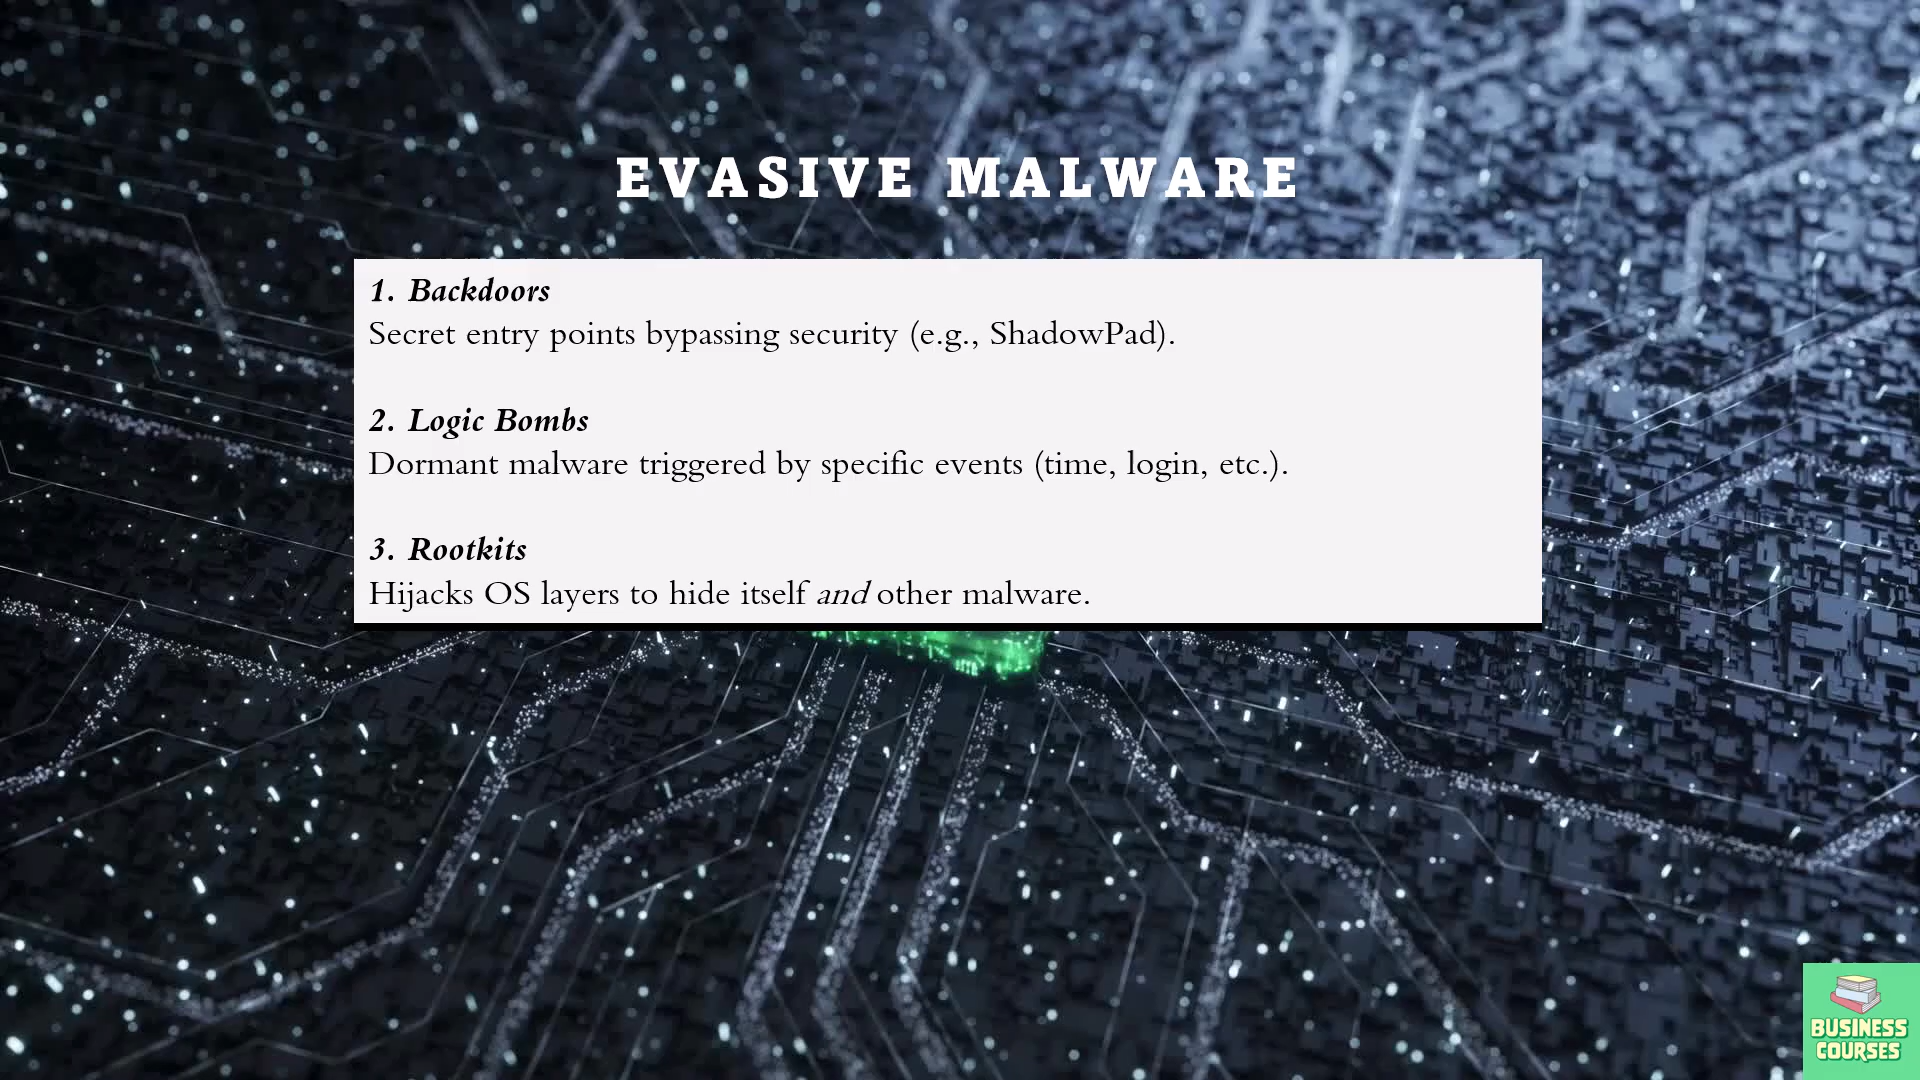 EVASIVE MALWARE
1. Backdoors
Secret entry points bypassing security (e.g., ShadowPad).
2. Logic Bombs
Dormant malware triggered by specific events (time, login, etc.).
3. Rootkits
Hijacks OS layers to hide itself and other malware.
BUSINESS
COURSES